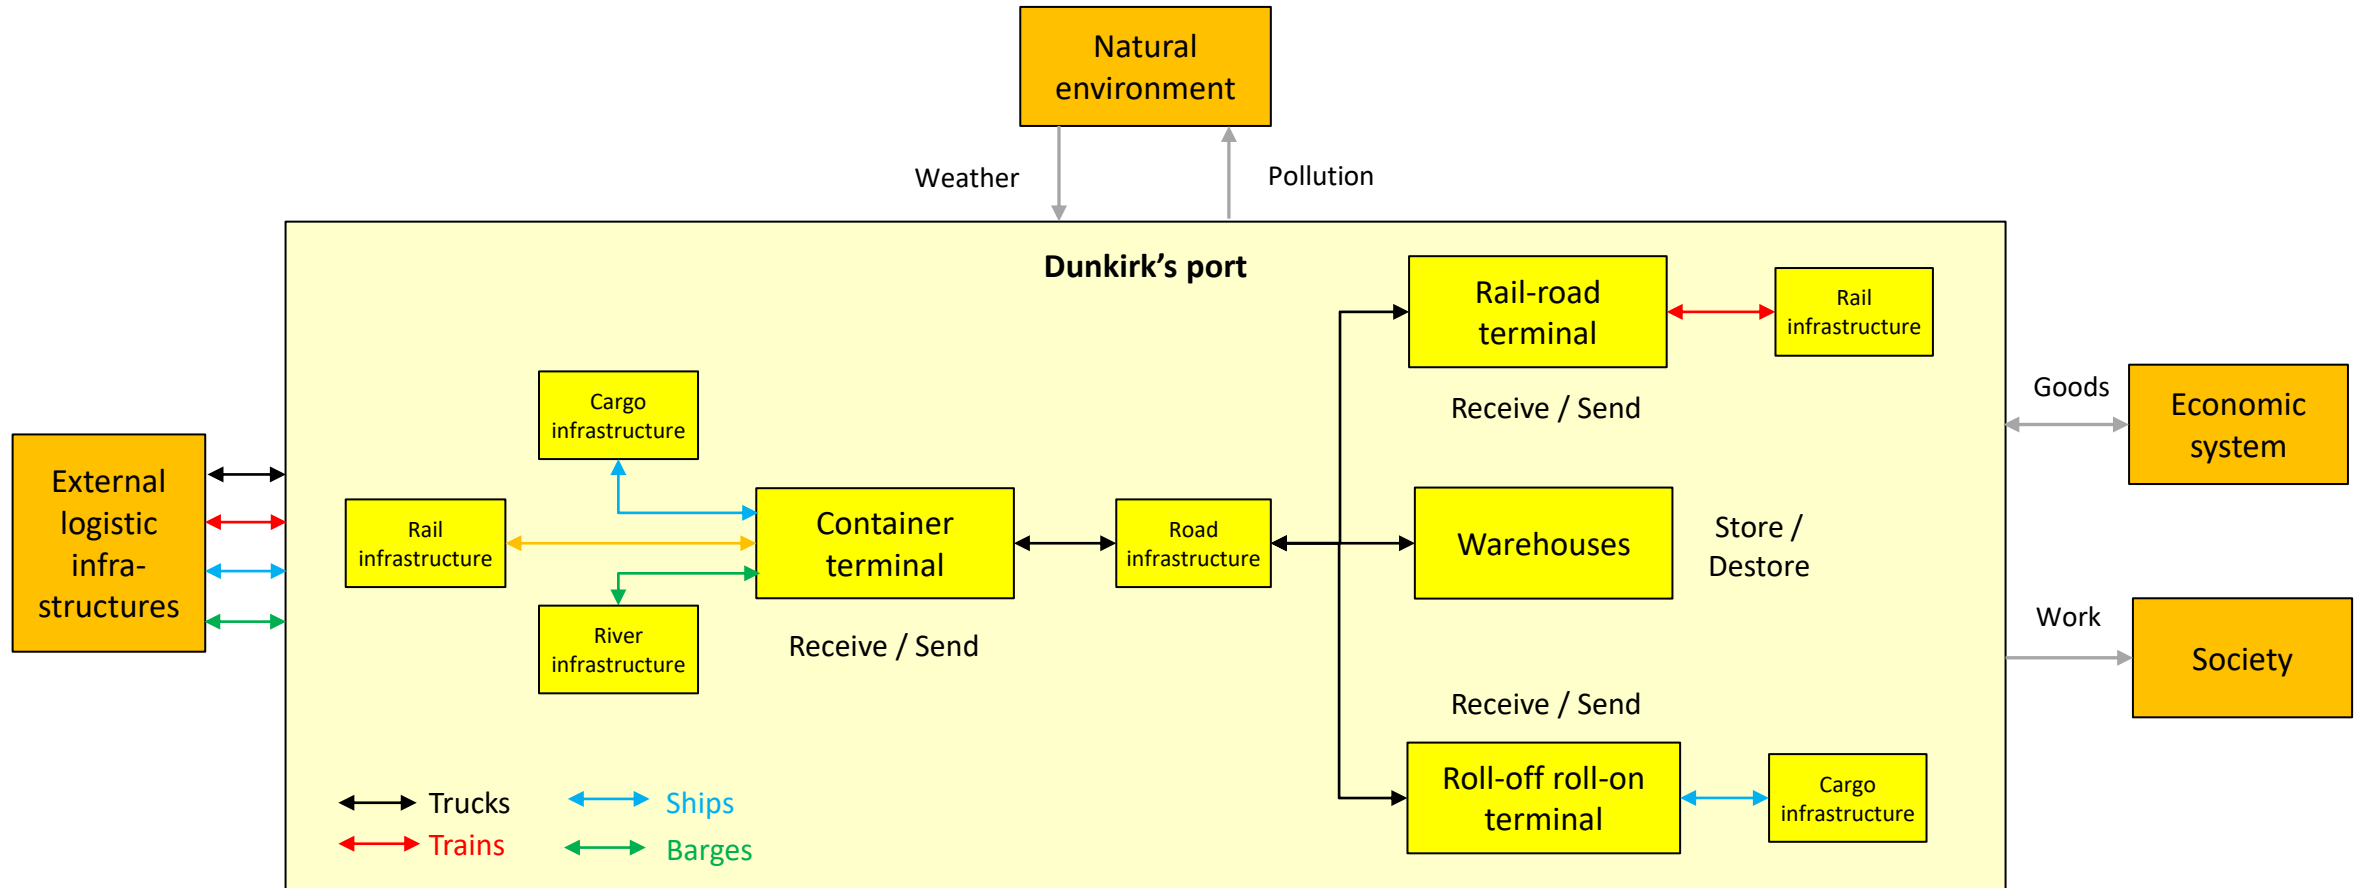 Natural
environment
Weather
Pollution
Dunkirk’s port
Rail-road
terminal
Rail
infrastructure
Receive / Send
Goods
Economic
system
Cargo
infrastructure
External
logistic
infra-
structures
Rail
infrastructure
Container
terminal
Road
infrastructure
Warehouses
Store /
Destore
River
infrastructure
Receive / Send
Work
Society
Receive / Send
Roll-off roll-on
terminal
Cargo
infrastructure
Trucks
Ships
Trains
Barges